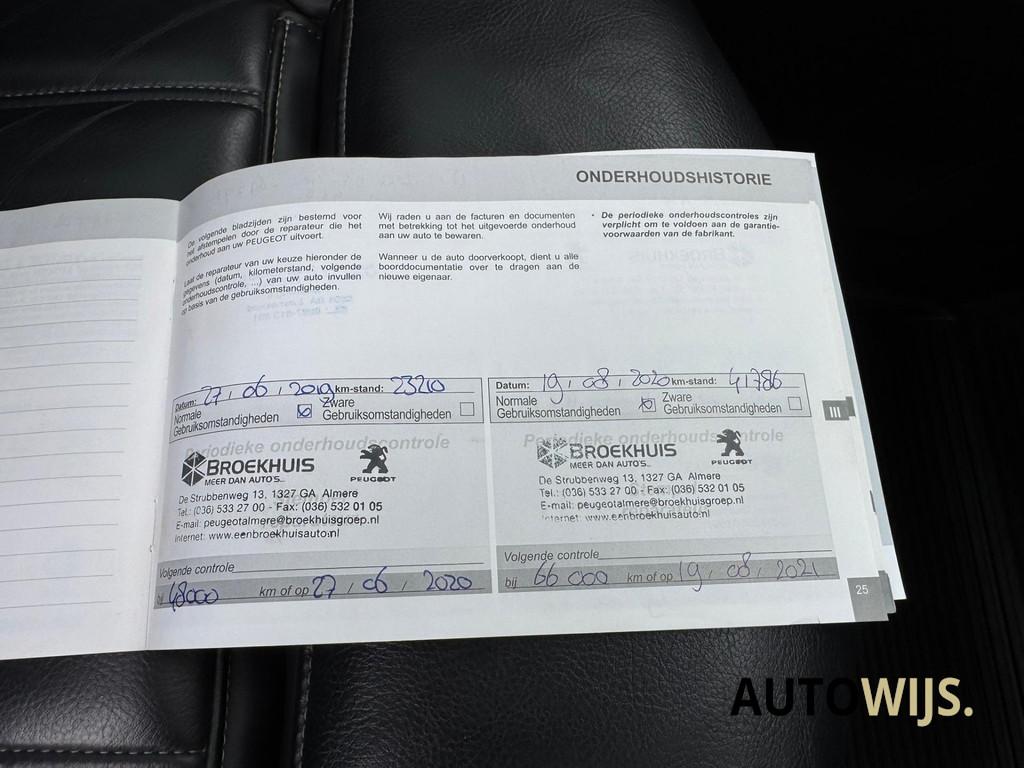 ONDERHOUDSHISTORIE
De volgende bladzijden zijn bestemd voor
het afstempelen door de reparateur die het
onderhoud aan uw PEUGEOT uitvoert.
Laat de reparateur van uw keuze hieronder de
gegevens (datum, kilometerstand, volgende
onderhoudscontrole, ...) van uw auto invullen
op basis van de gebruiksomstandigheden.
Wij raden u aan de facturen en documenten
met betrekking tot het uitgevoerde onderhoud
aan uw auto te bewaren.
Wanneer u de auto doorverkoopt, dient u alle
boorddocumentatie over te dragen aan de
nieuwe eigenaar.
• De periodieke onderhoudscontroles zijn
verplicht om te voldoen aan de garantie-
voorwaarden van de fabrikant.
Datum: 27, 06, 2019 km-stand: 23210
Normale
Gebruiksomstandigheden
Zware
Gebruiksomstandigheden
Periodieke onderhoudscontrole
BROEKHUIS
MEER DAN AUTO'S...
PEUGEOT
De Strubbenweg 13, 1327 GA Almere
Tel.: (036) 533 27 00 - Fax: (036) 532 01 05
E-mail: peugeotalmere@broekhuisgroep.nl
Internet: www.eenbroekhuisauto.nl
Volgende controle
bij 48000 km of op 27 / 06 / 2020
Datum: 19, 08, 2020 km-stand: 41786
Normale
Gebruiksomstandigheden
Zware
Gebruiksomstandigheden
Periodieke onderhoudscontrole
BROEKHUIS
MEER DAN AUTO'S...
PEUGEOT
De Strubbenweg 13, 1327 GA Almere
Tel.: (036) 533 27 00 - Fax: (036) 532 01 05
E-mail: peugeotalmere@broekhuisgroep.nl
Internet: www.eenbroekhuisauto.nl
Volgende controle
bij 66000 km of op 19 / 08 / 2021
III
25
AUTOWIJS.